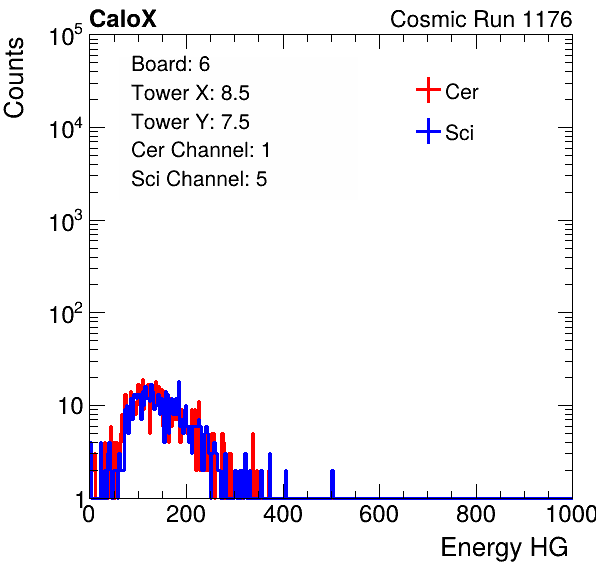 CaloX
Cosmic Run 1176
Counts
Board: 6
Tower X: 8.5
Tower Y: 7.5
Cer Channel: 1
Sci Channel: 5
Cer
Sci
10^5
10^4
10^3
10^2
10
1
0 200 400 600 800 1000
Energy HG